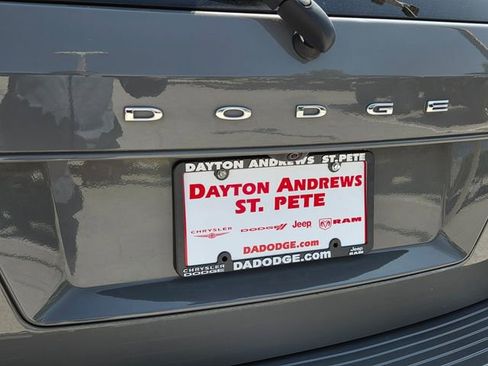 DODGE
DAYTON ANDREWS ST. PETE
DAYTON ANDREWS
ST. PETE
CHRYSLER DODGE Jeep RAM
DADODGE.com
CHRYSLER Jeep
DODGE DADODGE.com RAM